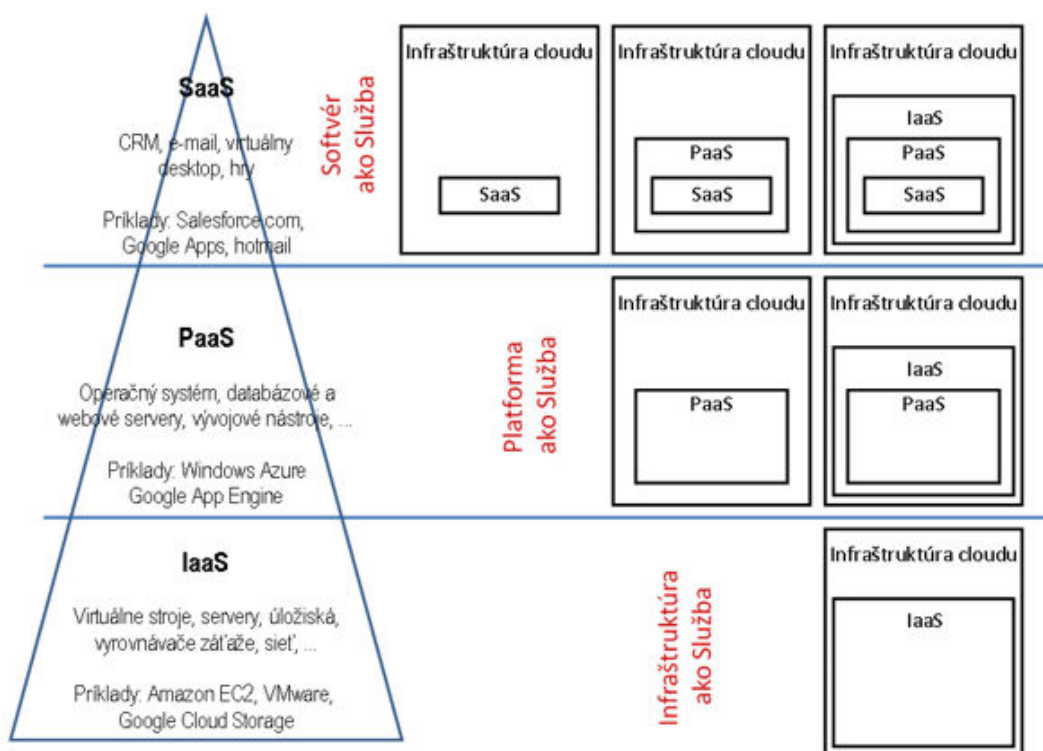 SaaS
CRM, e-mail, virtuálny
desktop, hry
Príklady: Salesforce.com,
Google Apps, hotmail
Softvér
ako Služba
Infraštruktúra cloudu
SaaS
Infraštruktúra cloudu
PaaS
SaaS
Infraštruktúra cloudu
IaaS
PaaS
SaaS
PaaS
Operačný systém, databázové a
webové servery, vývojové nástroje, ...
Príklady: Windows Azure
Google App Engine
Platforma
ako Služba
Infraštruktúra cloudu
PaaS
Infraštruktúra cloudu
IaaS
PaaS
IaaS
Virtuálne stroje, servery, úložiská,
vyrovnávače záťaže, sieť, ...
Príklady: Amazon EC2, VMware,
Google Cloud Storage
Infraštruktúra
ako Služba
Infraštruktúra cloudu
IaaS